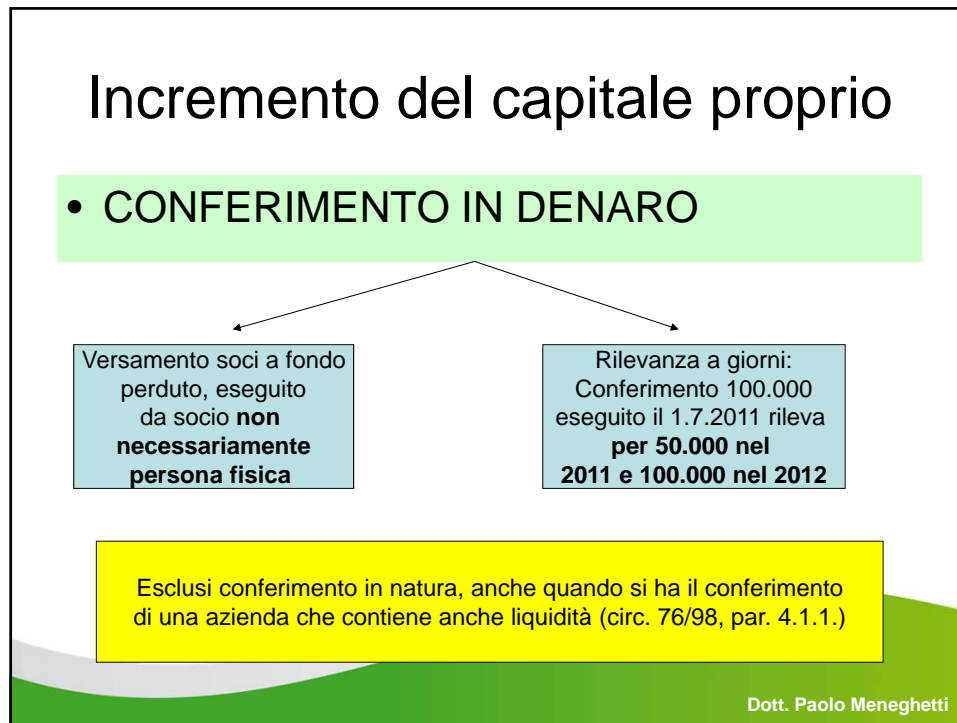 Incremento del capitale proprio
• CONFERIMENTO IN DENARO
Versamento soci a fondo
perduto, eseguito
da socio non
necessariamente
persona fisica
Rilevanza a giorni:
Conferimento 100.000
eseguito il 1.7.2011 rileva
per 50.000 nel
2011 e 100.000 nel 2012
Esclusi conferimento in natura, anche quando si ha il conferimento
di una azienda che contiene anche liquidità (circ. 76/98, par. 4.1.1.)
Dott. Paolo Meneghetti